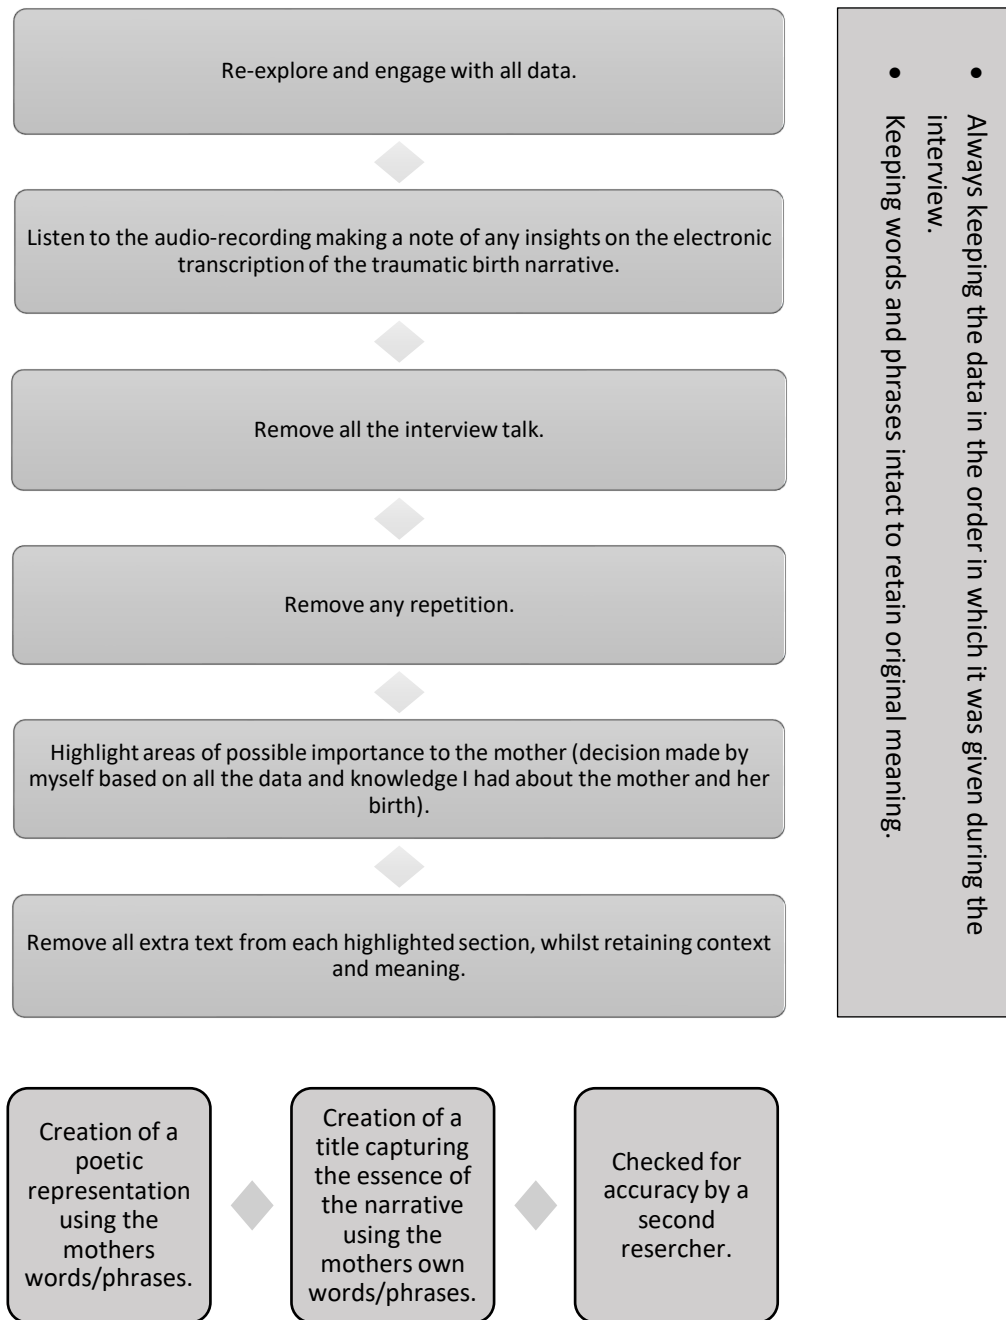 Re-explore and engage with all data.
Listen to the audio-recording making a note of any insights on the electronic
transcription of the traumatic birth narrative.
Remove all the interview talk.
Remove any repetition.
Highlight areas of possible importance to the mother (decision made by
myself based on all the data and knowledge I had about the mother and her
birth).
Remove all extra text from each highlighted section, whilst retaining context
and meaning.
• Always keeping the data in the order in which it was given during the
interview.
• Keeping words and phrases intact to retain original meaning.
Creation of a
poetic
representation
using the
mothers
words/phrases.
Creation of a
title capturing
the essence of
the narrative
using the
mothers own
words/phrases.
Checked for
accuracy by a
second
resercher.